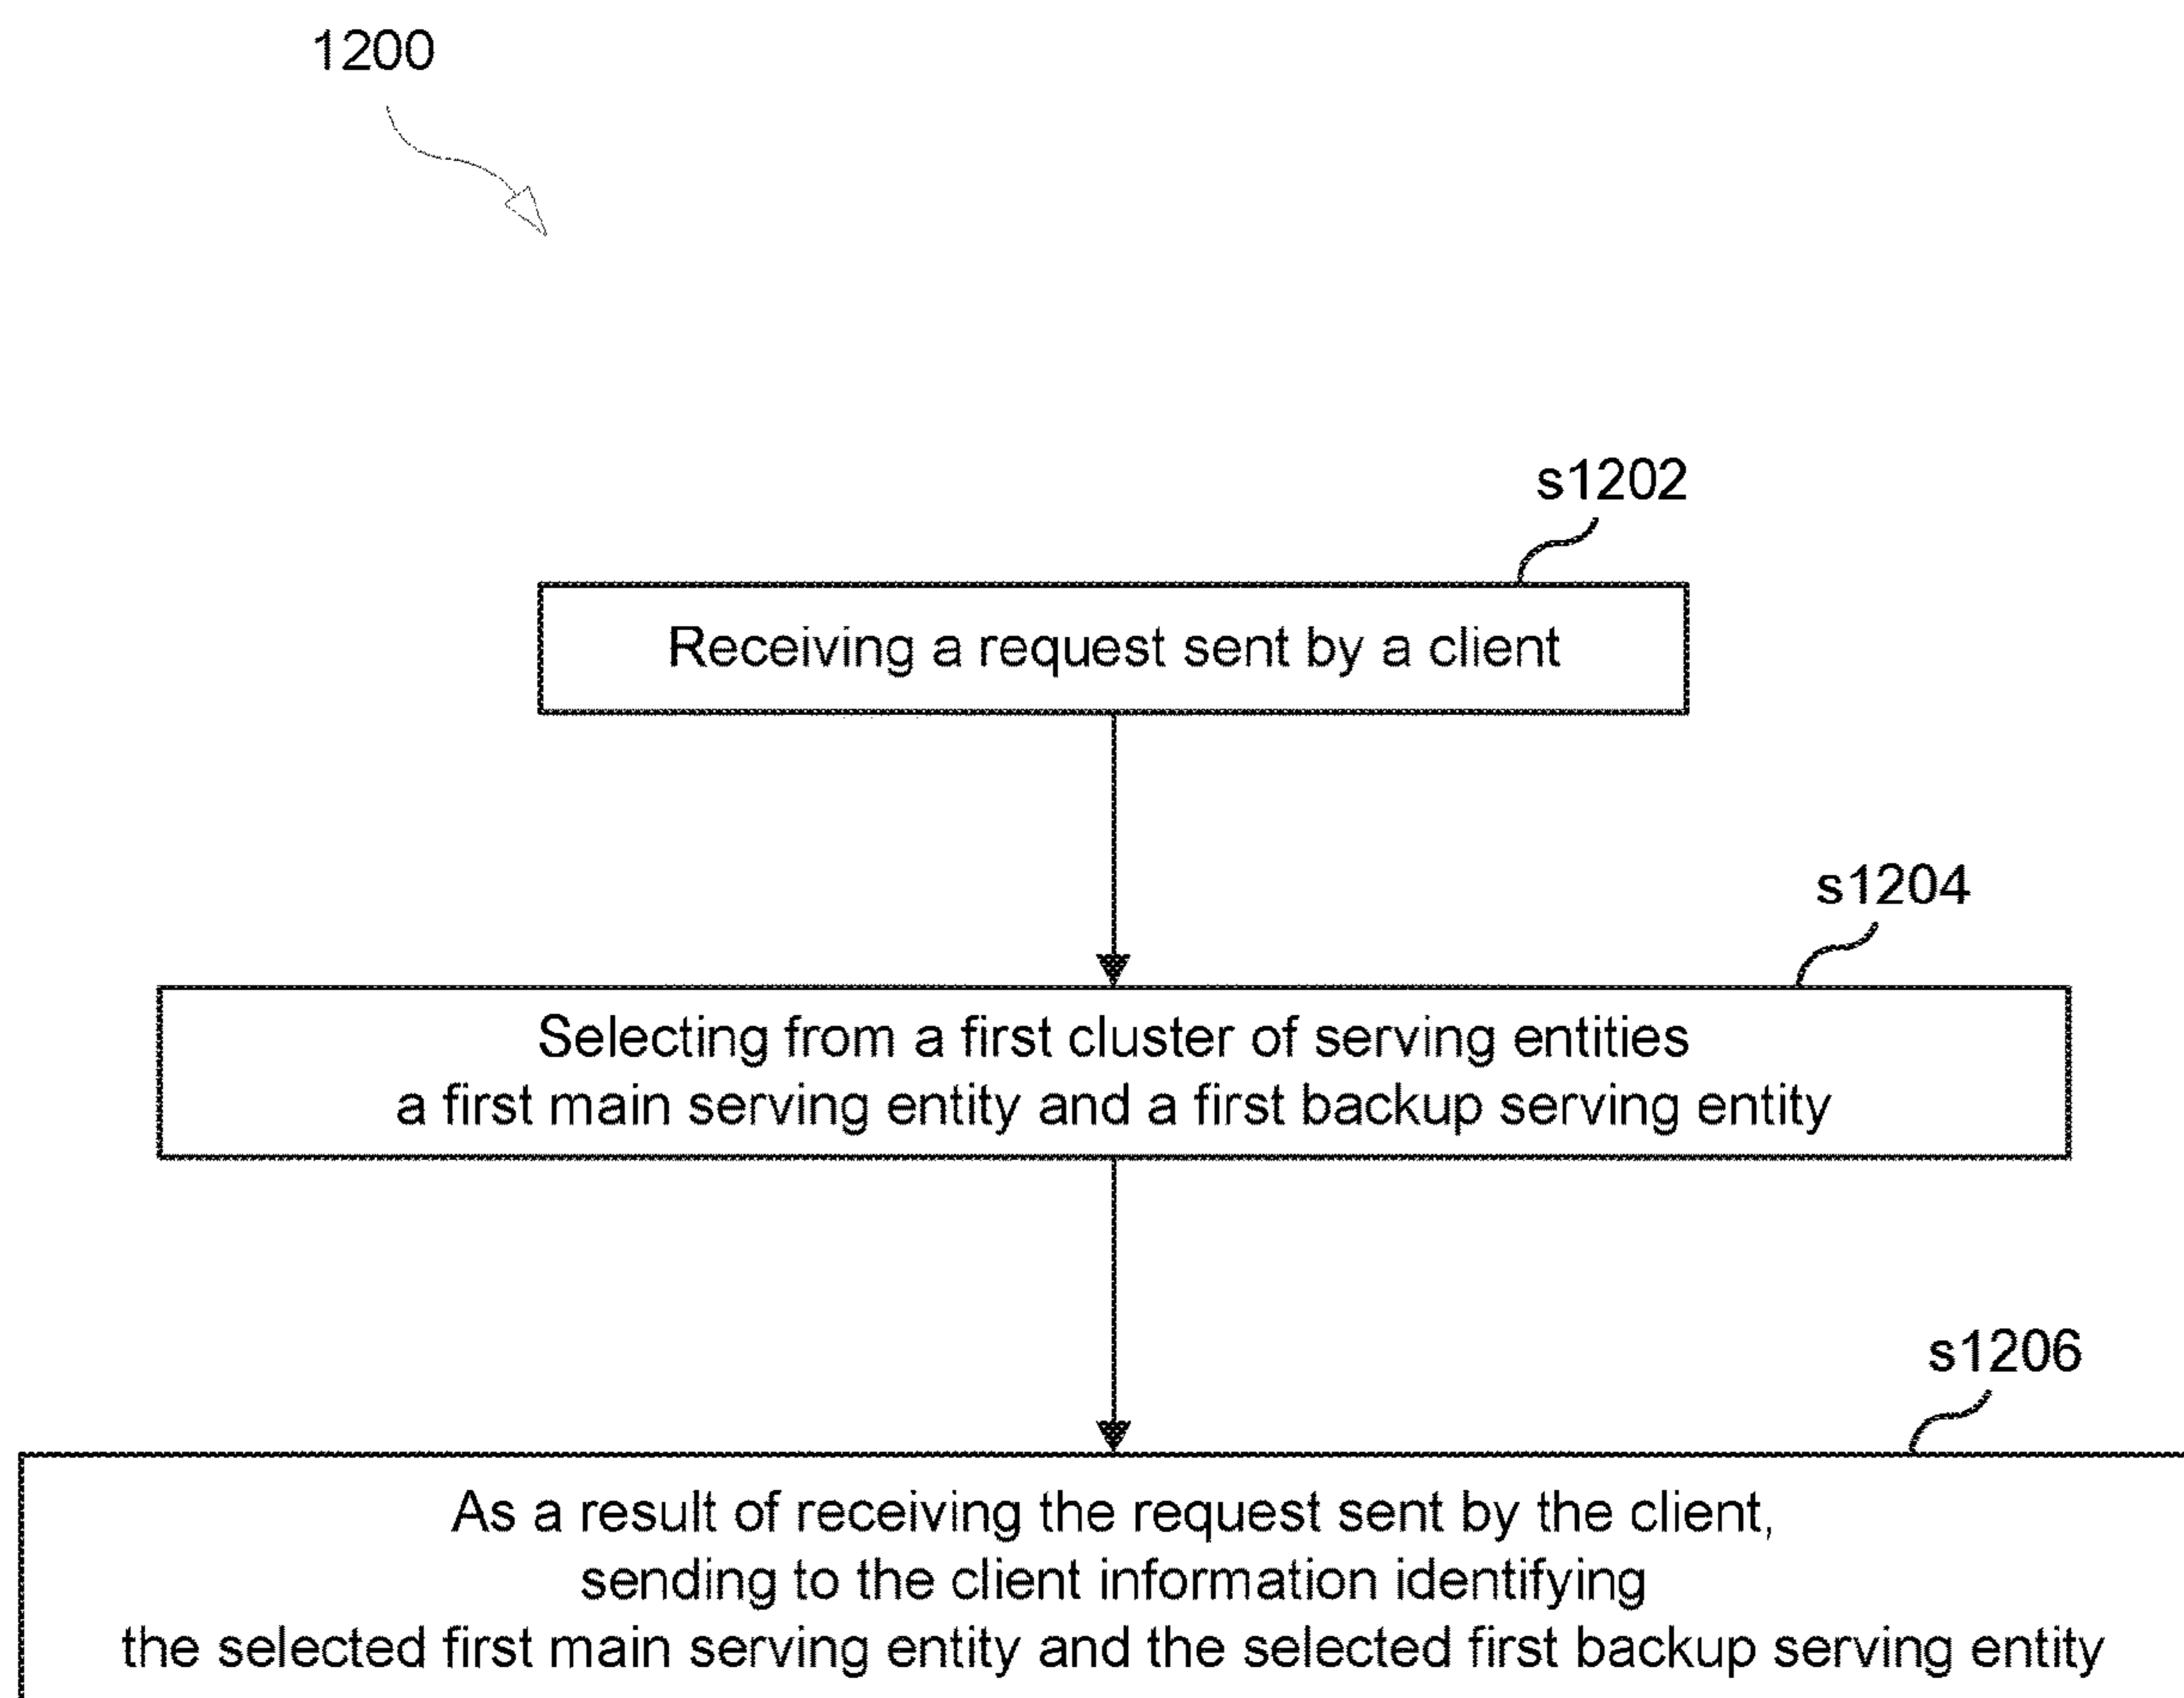 1200
s1202
Receiving a request sent by a client
s1204
Selecting from a first cluster of serving entities
a first main serving entity and a first backup serving entity
s1206
As a result of receiving the request sent by the client,
sending to the client information identifying
the selected first main serving entity and the selected first backup serving entity